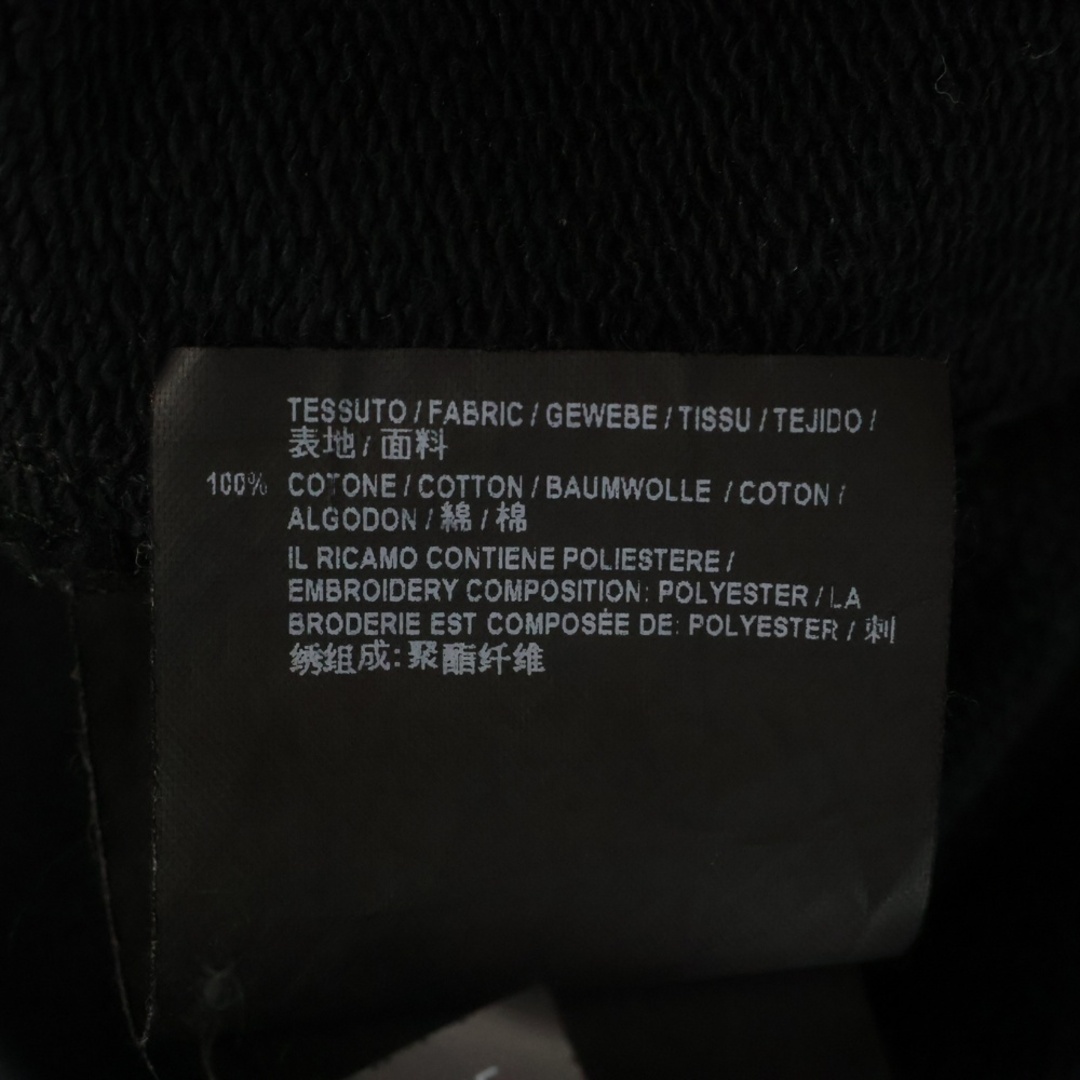 TESSUTO / FABRIC / GEWEBE / TISSU / TEJIDO /
表地 / 面料
100% COTONE / COTTON / BAUMWOLLE / COTON /
ALGODON / 綿 / 棉
IL RICAMO CONTIENE POLIESTERE /
EMBROIDERY COMPOSITION: POLYESTER / LA
BRODERIE EST COMPOSÉE DE: POLYESTER / 刺
绣组成: 聚酯纤维